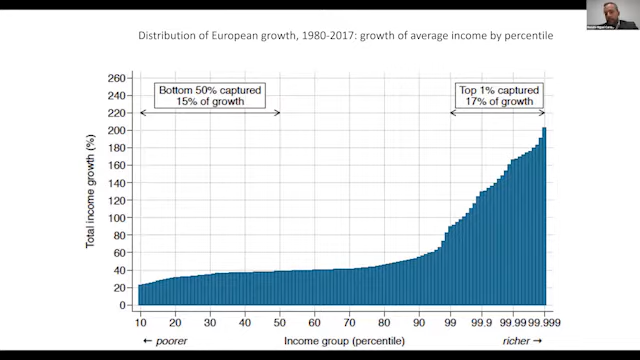 Distribution of European growth, 1980-2017: growth of average income by percentile
Bottom 50% captured
15% of growth
Top 1% captured
17% of growth
Total income growth (%)
260
240
220
200
180
160
140
120
100
80
60
40
20
0
10 20 30 40 50 60 70 80 90 99 99.9 99.99 99.999
← poorer Income group (percentile) richer →